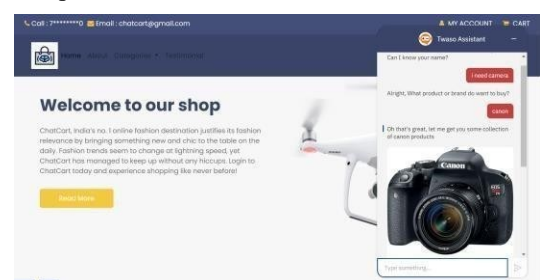 Call : 7********0 Email : chatcart@gmail.com
MY ACCOUNT CART
Home About Categories Testimonial
Twaso Assistant
Can I know your name?
I need camera
Alright, What product or brand do want to buy?
canon
Oh that's great, let me get you some collection
of canon products
Welcome to our shop
ChatCart, India's no. 1 online fashion destination justifies its fashion
relevance by bringing something new and chic to the table on the
daily. Fashion trends seem to change at lightning speed, yet
ChatCart has managed to keep up without any hiccups. Login to
ChatCart today and experience shopping like never before!
Read More
Canon
EOS
Type something...